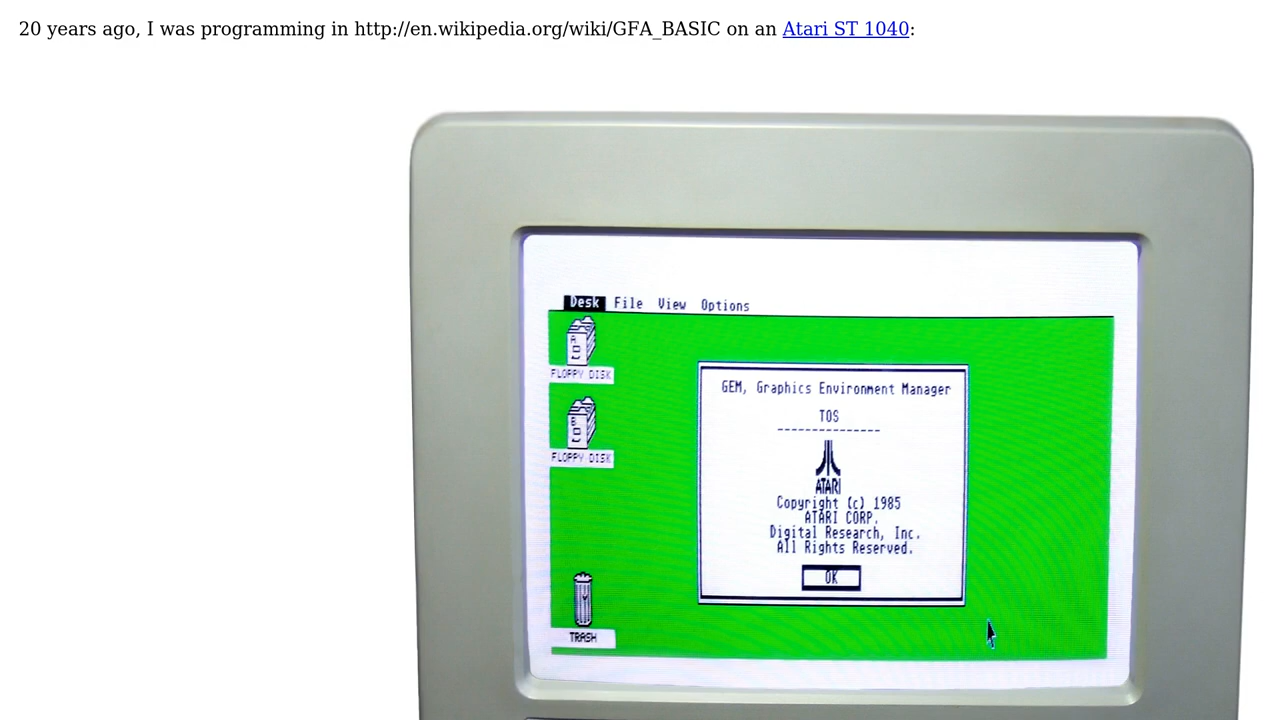 20 years ago, I was programming in http://en.wikipedia.org/wiki/GFA_BASIC on an Atari ST 1040:
Desk File View Options
A
FLOPPY DISK
B
FLOPPY DISK
TRASH
GEM, Graphics Environment Manager
TOS
---------------
ATARI
Copyright (c) 1985
ATARI CORP.
Digital Research, Inc.
All Rights Reserved.
OK